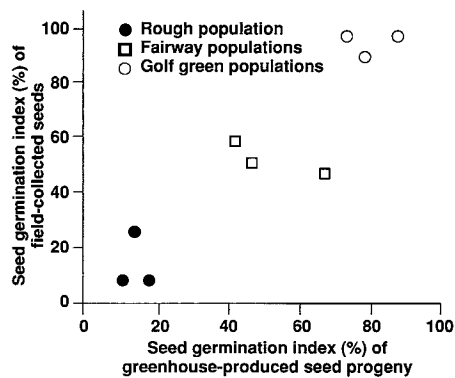 Rough population
Fairway populations
Golf green populations
100
80
60
40
20
0
Seed germination index (%) of
field-collected seeds
0
20
40
60
80
100
Seed germination index (%) of
greenhouse-produced seed progeny